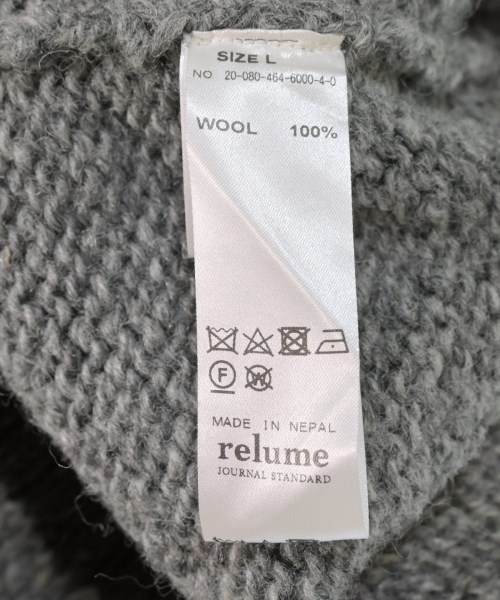 SIZE L
NO 20-080-464-6000-4-0
WOOL 100%
F W
MADE IN NEPAL
relume
JOURNAL STANDARD